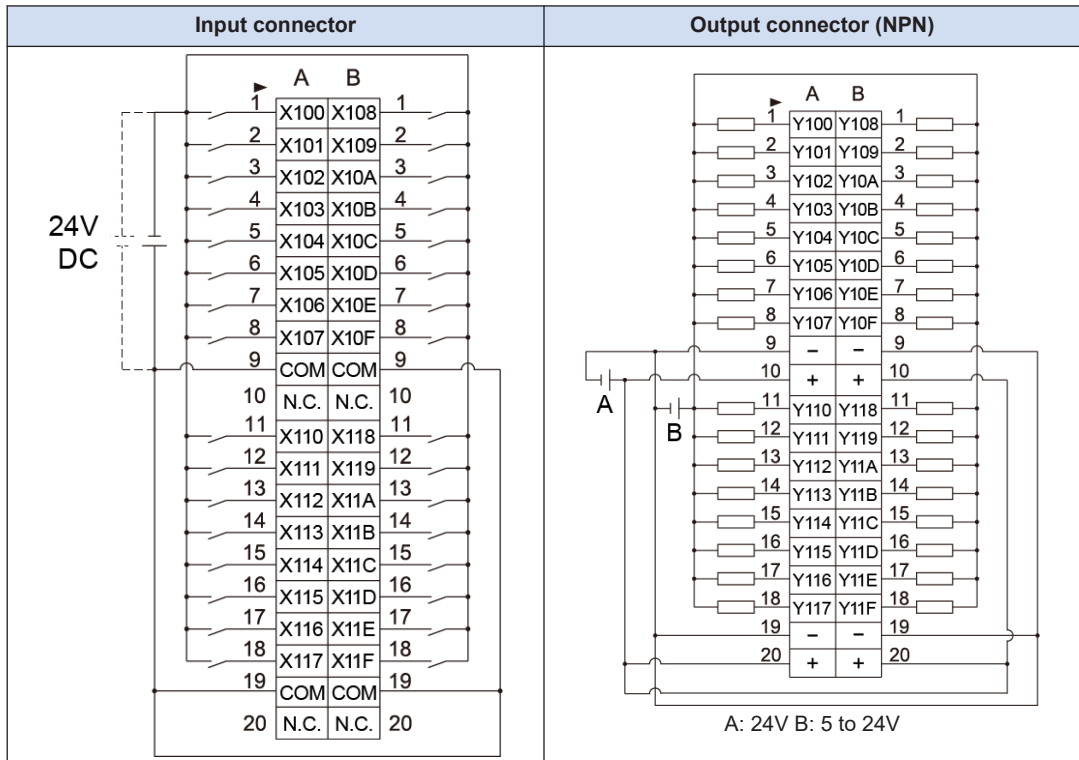 Input connector
Output connector (NPN)
A B
1 X100 X108 1
2 X101 X109 2
3 X102 X10A 3
4 X103 X10B 4
5 X104 X10C 5
6 X105 X10D 6
7 X106 X10E 7
8 X107 X10F 8
9 COM COM 9
10 N.C. N.C. 10
11 X110 X118 11
12 X111 X119 12
13 X112 X11A 13
14 X113 X11B 14
15 X114 X11C 15
16 X115 X11D 16
17 X116 X11E 17
18 X117 X11F 18
19 COM COM 19
20 N.C. N.C. 20
24V
DC
A B
1 Y100 Y108 1
2 Y101 Y109 2
3 Y102 Y10A 3
4 Y103 Y10B 4
5 Y104 Y10C 5
6 Y105 Y10D 6
7 Y106 Y10E 7
8 Y107 Y10F 8
9 − − 9
10 + + 10
11 Y110 Y118 11
12 Y111 Y119 12
13 Y112 Y11A 13
14 Y113 Y11B 14
15 Y114 Y11C 15
16 Y115 Y11D 16
17 Y116 Y11E 17
18 Y117 Y11F 18
19 − − 19
20 + + 20
A
B
A: 24V B: 5 to 24V